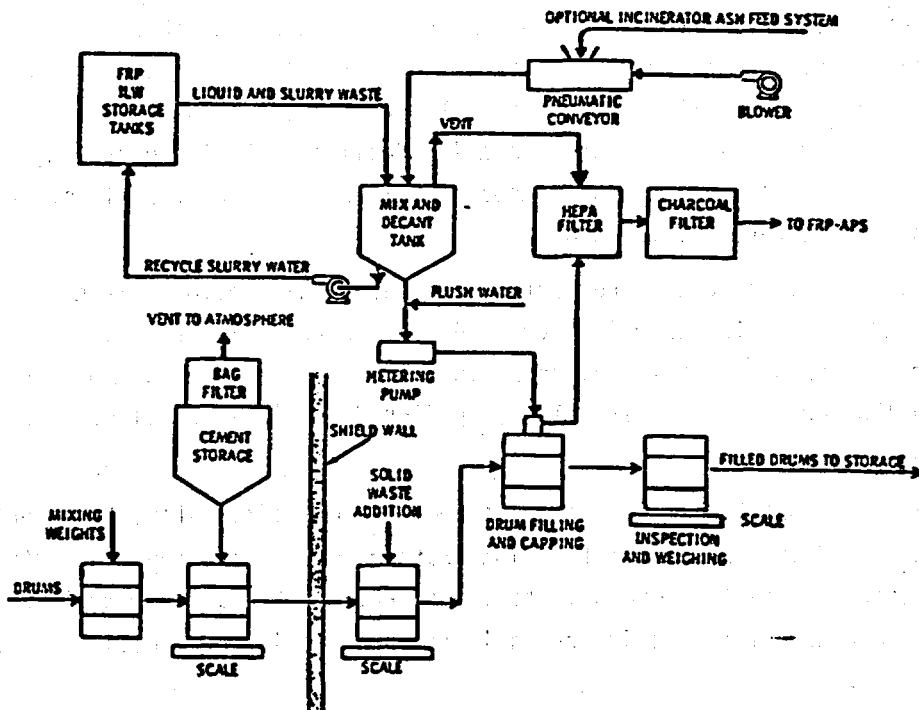 OPTIONAL INCINERATOR ASH FEED SYSTEM
FRP
ILW
STORAGE
TANKS
LIQUID AND SLURRY WASTE
PNEUMATIC
CONVEYOR
BLOWER
VENT
MIX AND
DECANT
TANK
HEPA
FILTER
CHARCOAL
FILTER
TO FRP-APS
RECYCLE SLURRY WATER
FLUSH WATER
VENT TO ATMOSPHERE
BAG
FILTER
METERING
PUMP
CEMENT
STORAGE
SHIELD WALL
SOLID
WASTE
ADDITION
FILLED DRUMS TO STORAGE
MIXING
WEIGHTS
DRUM FILLING
AND CAPPING
SCALE
INSPECTION
AND WEIGHING
DRUMS
SCALE
SCALE